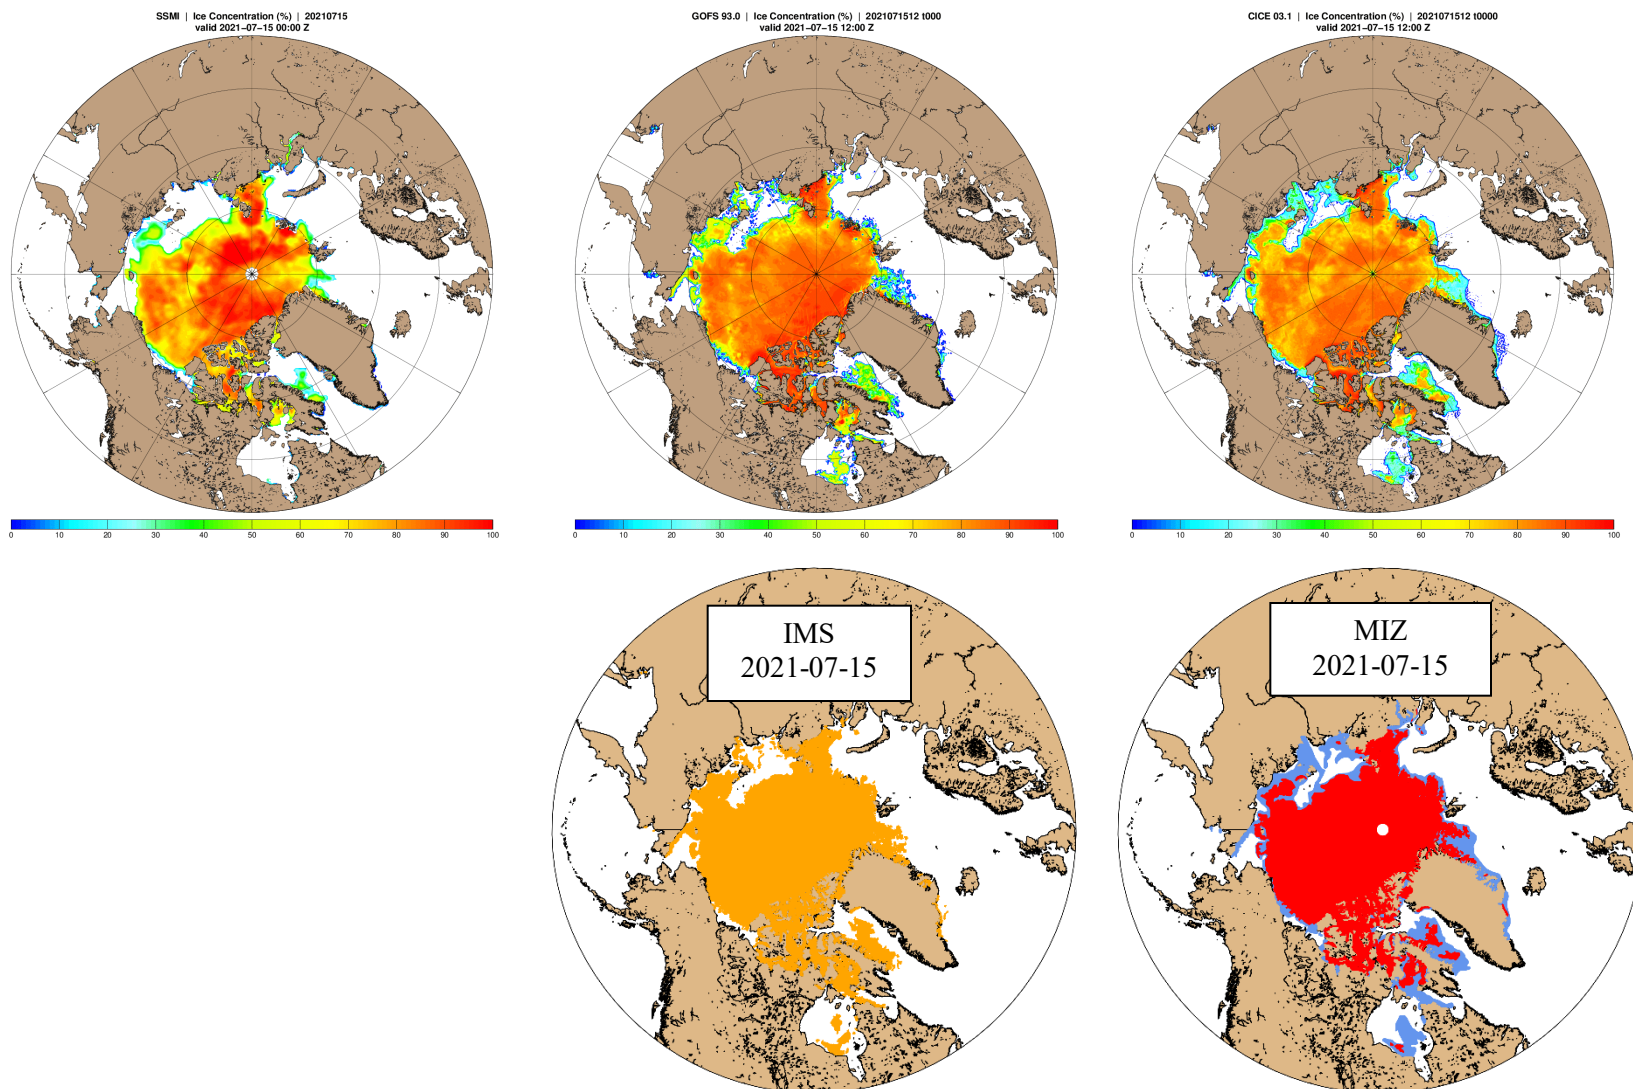 SSMI | Ice Concentration (%) | 20210715
valid 2021−07−15 00:00 Z
GOFS 93.0 | Ice Concentration (%) | 2021071512 t000
valid 2021−07−15 12:00 Z
CICE 03.1 | Ice Concentration (%) | 2021071512 t0000
valid 2021−07−15 12:00 Z
0 10 20 30 40 50 60 70 80 90 100
0 10 20 30 40 50 60 70 80 90 100
0 10 20 30 40 50 60 70 80 90 100
IMS
2021-07-15
MIZ
2021-07-15